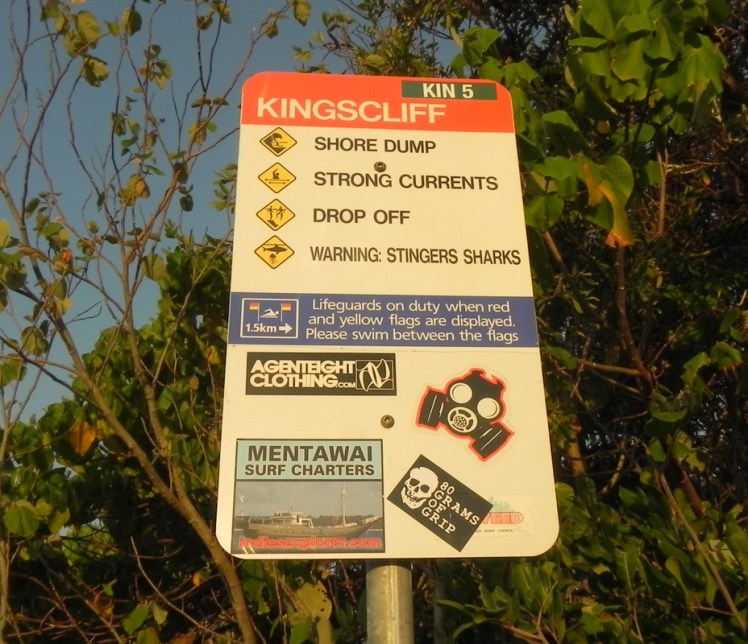 KIN 5
KINGSCLIFF
SHORE DUMP
STRONG CURRENTS
DROP OFF
WARNING: STINGERS SHARKS
1.5km
Lifeguards on duty when red
and yellow flags are displayed.
Please swim between the flags
AGENTEIGHT
CLOTHING.COM
MENTAWAI
SURF CHARTERS
80
GRAMS
OF
GRIP
WEED